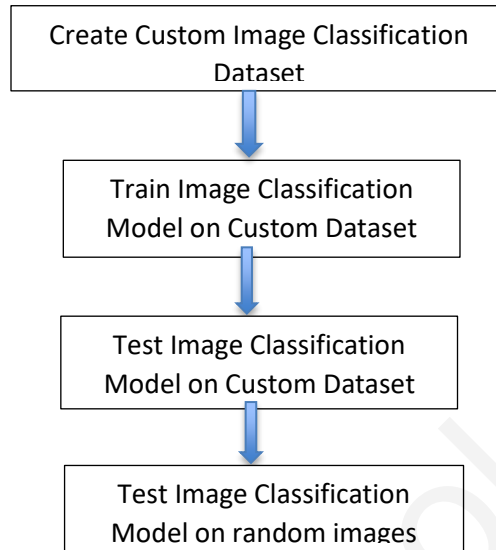 Create Custom Image Classification
Dataset
Train Image Classification
Model on Custom Dataset
Test Image Classification
Model on Custom Dataset
Test Image Classification
Model on random images